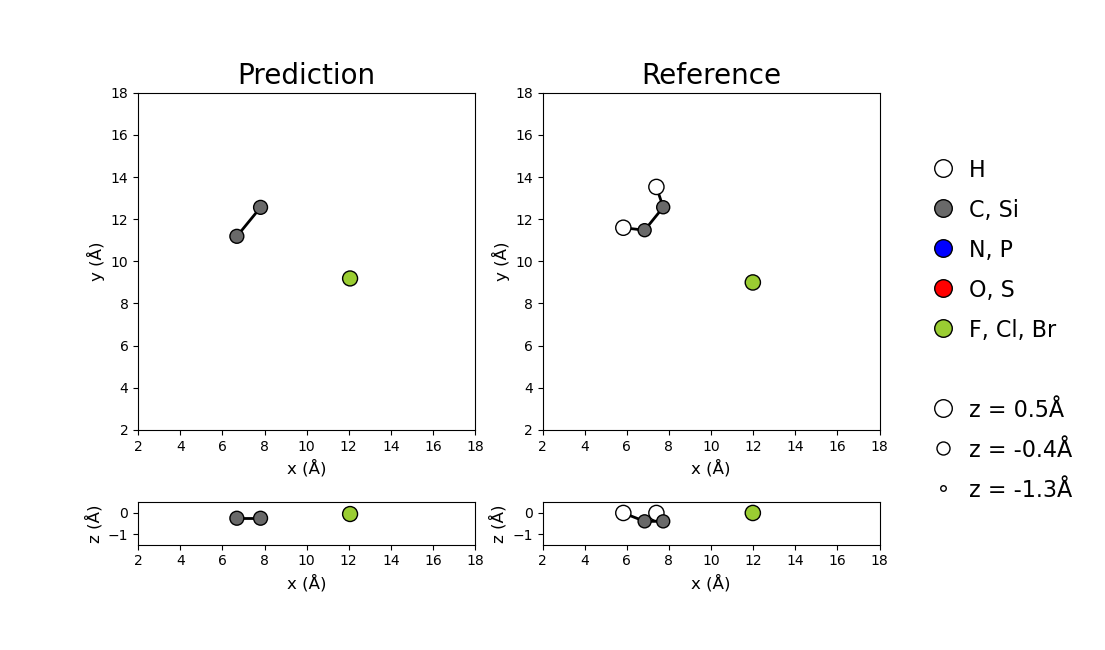 Prediction
Reference
18
16
14
12
10
8
6
4
2
y (Å)
2 4 6 8 10 12 14 16 18
x (Å)
18
16
14
12
10
8
6
4
2
y (Å)
2 4 6 8 10 12 14 16 18
x (Å)
H
C, Si
N, P
O, S
F, Cl, Br
z = 0.5Å
z = -0.4Å
z = -1.3Å
0
−1
z (Å)
2 4 6 8 10 12 14 16 18
x (Å)
0
−1
z (Å)
2 4 6 8 10 12 14 16 18
x (Å)